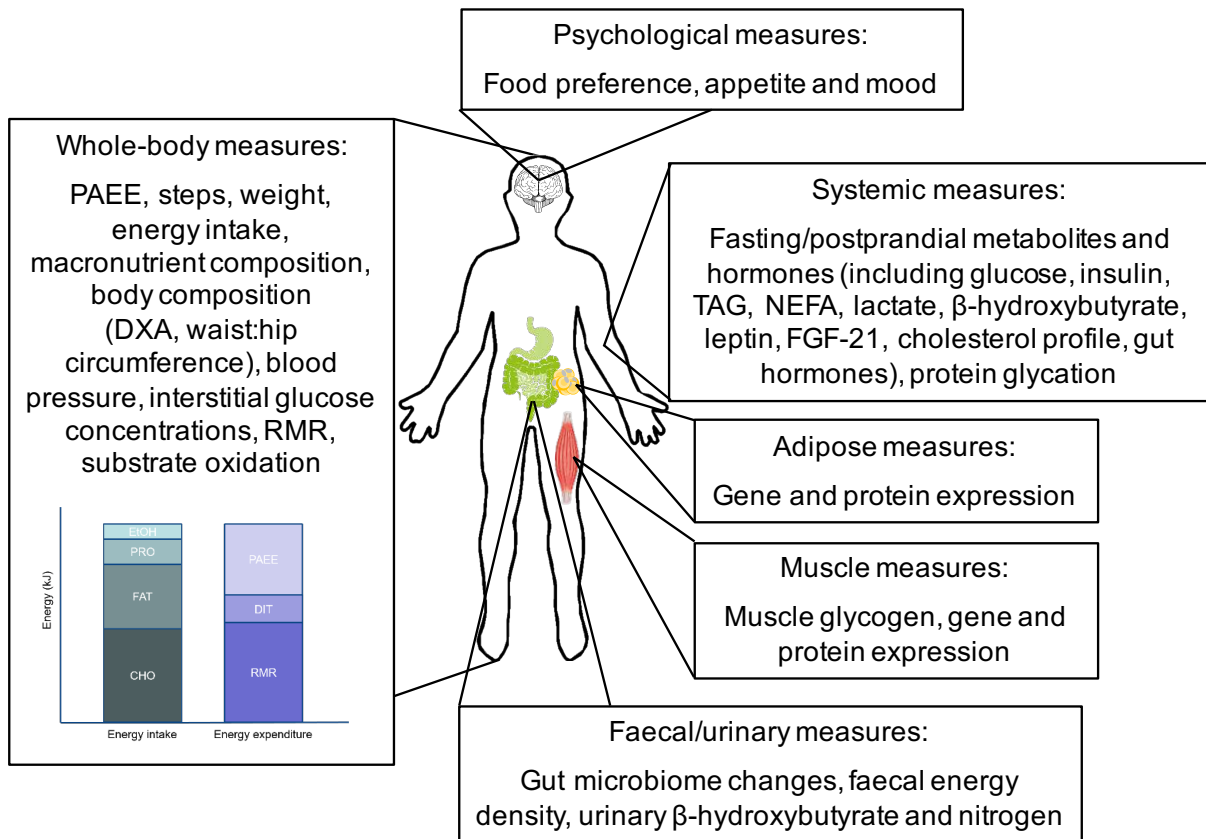 Psychological measures:
Food preference, appetite and mood
Whole-body measures:
PAEE, steps, weight,
energy intake,
macronutrient composition,
body composition
(DXA, waist:hip
circumference), blood
pressure, interstitial glucose
concentrations, RMR,
substrate oxidation
Energy (kJ)
EtOH
PRO
FAT
CHO
PAEE
DIT
RMR
Energy intake
Energy expenditure
Systemic measures:
Fasting/postprandial metabolites and
hormones (including glucose, insulin,
TAG, NEFA, lactate, β-hydroxybutyrate,
leptin, FGF-21, cholesterol profile, gut
hormones), protein glycation
Adipose measures:
Gene and protein expression
Muscle measures:
Muscle glycogen, gene and
protein expression
Faecal/urinary measures:
Gut microbiome changes, faecal energy
density, urinary β-hydroxybutyrate and nitrogen